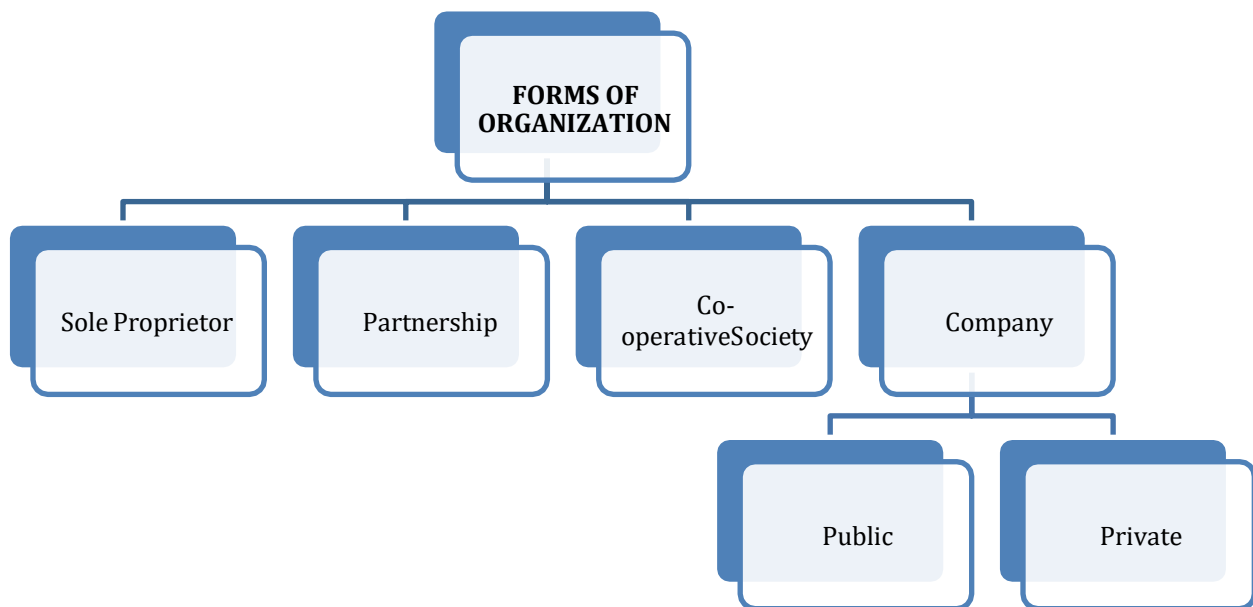 FORMS OF
ORGANIZATION
Sole Proprietor
Partnership
Co-
operativeSociety
Company
Public
Private